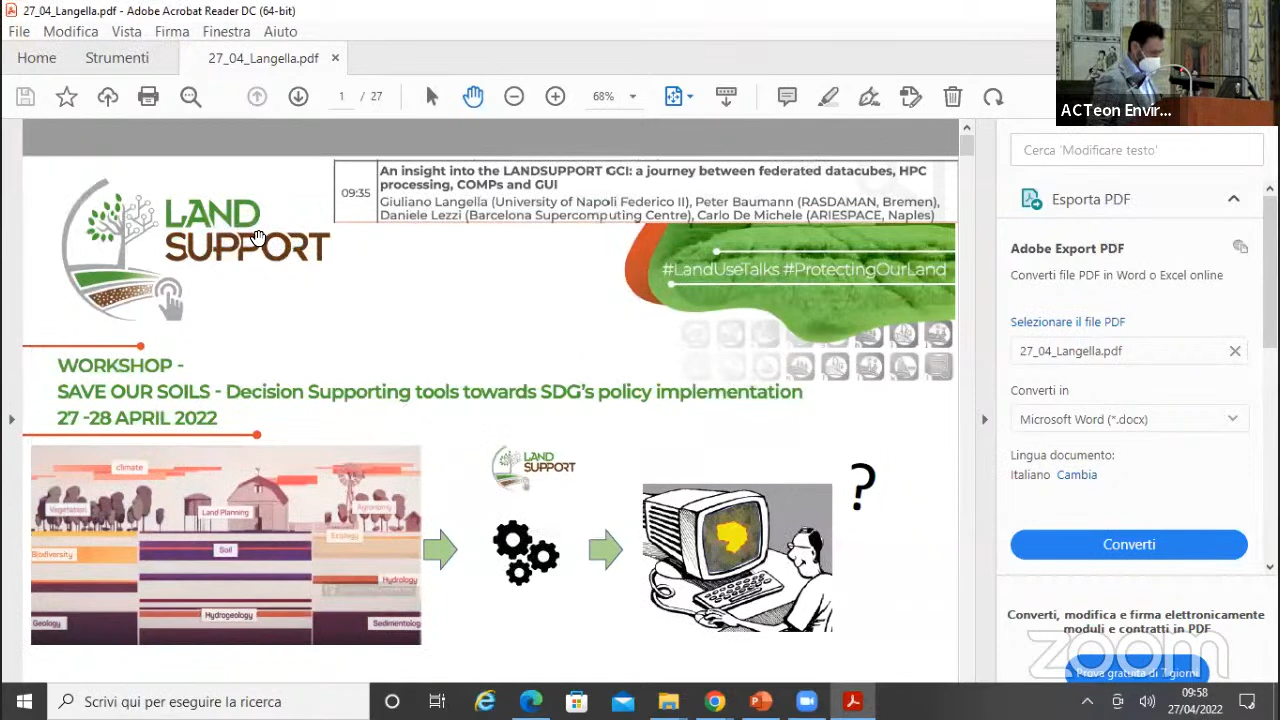 27_04_Langella.pdf - Adobe Acrobat Reader DC (64-bit)
File Modifica Vista Firma Finestra Aiuto
Home Strumenti 27_04_Langella.pdf ×
1 / 27 68%
ACTeon Envir...
Cerca 'Modificare testo'
Esporta PDF
Adobe Export PDF
Converti file PDF in Word o Excel online
Selezionare il file PDF
27_04_Langella.pdf
Converti in
Microsoft Word (*.docx)
Lingua documento:
Italiano Cambia
Converti
Converti, modifica e firma elettronicamente
moduli e contratti in PDF
Prova gratuita di 7 giorni
zoom
09:35
An insight into the LANDSUPPORT GCI: a journey between federated datacubes, HPC
processing, COMPs and GUI
Giuliano Langella (University of Napoli Federico II), Peter Baumann (RASDAMAN, Bremen),
Daniele Lezzi (Barcelona Supercomputing Centre), Carlo De Michele (ARIESPACE, Naples)
LAND
SUPPORT
#LandUseTalks #ProtectingOurLand
WORKSHOP -
SAVE OUR SOILS - Decision Supporting tools towards SDG's policy implementation
27 -28 APRIL 2022
climate
Vegetation
Land Planning
Agronomy
Ecology
Biodiversity
Soil
Hydrology
Hydrogeology
Geology
Sedimentolog
LAND
SUPPORT
?
Scrivi qui per eseguire la ricerca
09:58
27/04/2022